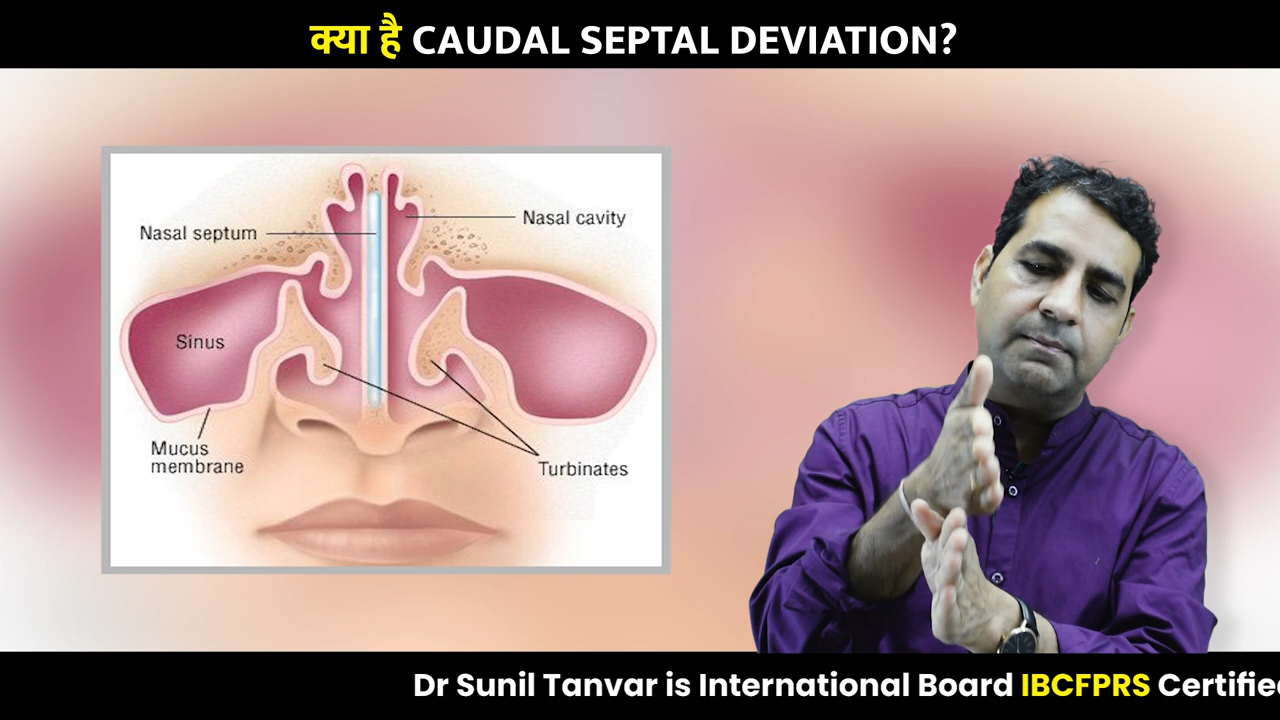 क्या है CAUDAL SEPTAL DEVIATION?
Nasal septum
Nasal cavity
Sinus
Mucus
membrane
Turbinates
Dr Sunil Tanvar is International Board IBCFPRS Certifie